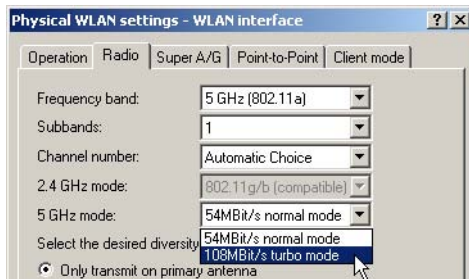 Physical WLAN settings - WLAN interface
Operation Radio Super A/G Point-to-Point Client mode
Frequency band: 5 GHz (802.11a)
Subbands: 1
Channel number: Automatic Choice
2.4 GHz mode: 802.11g/b (compatible)
5 GHz mode: 54MBit/s normal mode
Select the desired diversity 54MBit/s normal mode
108MBit/s turbo mode
Only transmit on primary antenna